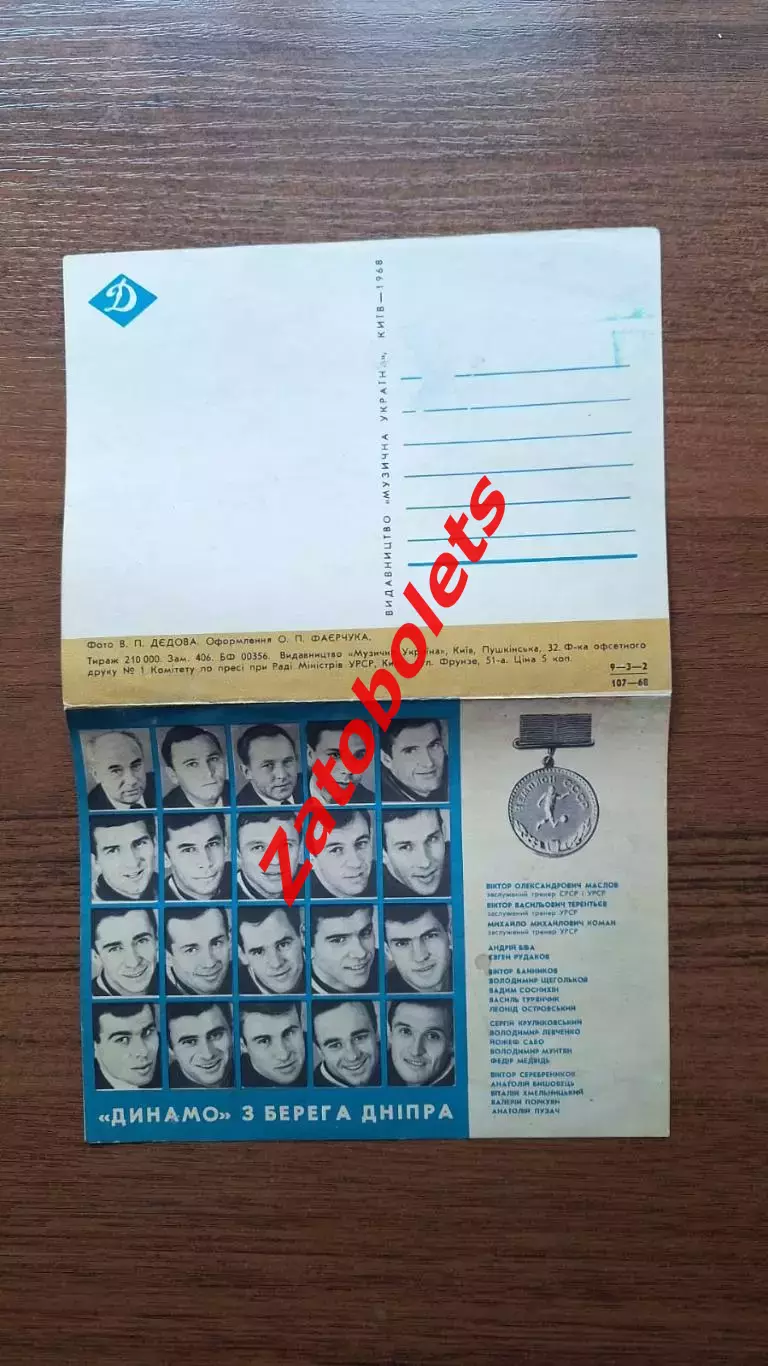 Д
ВИДАВНИЦТВО «МУЗИЧНА УКРАЇНА», КИЇВ—1968
Фото В. П. ДЄДОВА. Оформлення О. П. ФАЄРЧУКА.
Тираж 210 000. Зам. 406. БФ 00356. Видавництво «Музична Україна», Київ, Пушкінська, 32. Ф-ка офсетного
друку № 1 Комітету по пресі при Раді Міністрів УРСР, Київ, вул. Фрунзе, 51-а. Ціна 5 коп.
9—3—2
107—68
Zatobolets
ЧЕМПИОН СССР
ВІКТОР ОЛЕКСАНДРОВИЧ МАСЛОВ
заслужений тренер СРСР і УРСР
ВІКТОР ВАСИЛЬОВИЧ ТЕРЕНТЬЄВ
заслужений тренер УРСР
МИХАЙЛО МИХАЙЛОВИЧ КОМАН
заслужений тренер УРСР
АНДРІЙ БІБА
ЄВГЕН РУДАКОВ
ВІКТОР БАННИКОВ
ВОЛОДИМИР ЩЕГОЛЬКОВ
ВАДИМ СОСНИХІН
ВАСИЛЬ ТУРЯНЧИК
ЛЕОНІД ОСТРОВСЬКИЙ
СЕРГІЙ КРУЛИКОВСЬКИЙ
ВОЛОДИМИР ЛЕВЧЕНКО
ЙОЖЕФ САБО
ВОЛОДИМИР МУНТЯН
ФЕДІР МЕДВІДЬ
ВІКТОР СЕРЕБРЕНИКОВ
АНАТОЛІЙ БИШОВЕЦЬ
ВІТАЛІЙ ХМЕЛЬНИЦЬКИЙ
ВАЛЕРІЙ ПОРКУЯН
АНАТОЛІЙ ПУЗАЧ
«ДИНАМО» З БЕРЕГА ДНІПРА